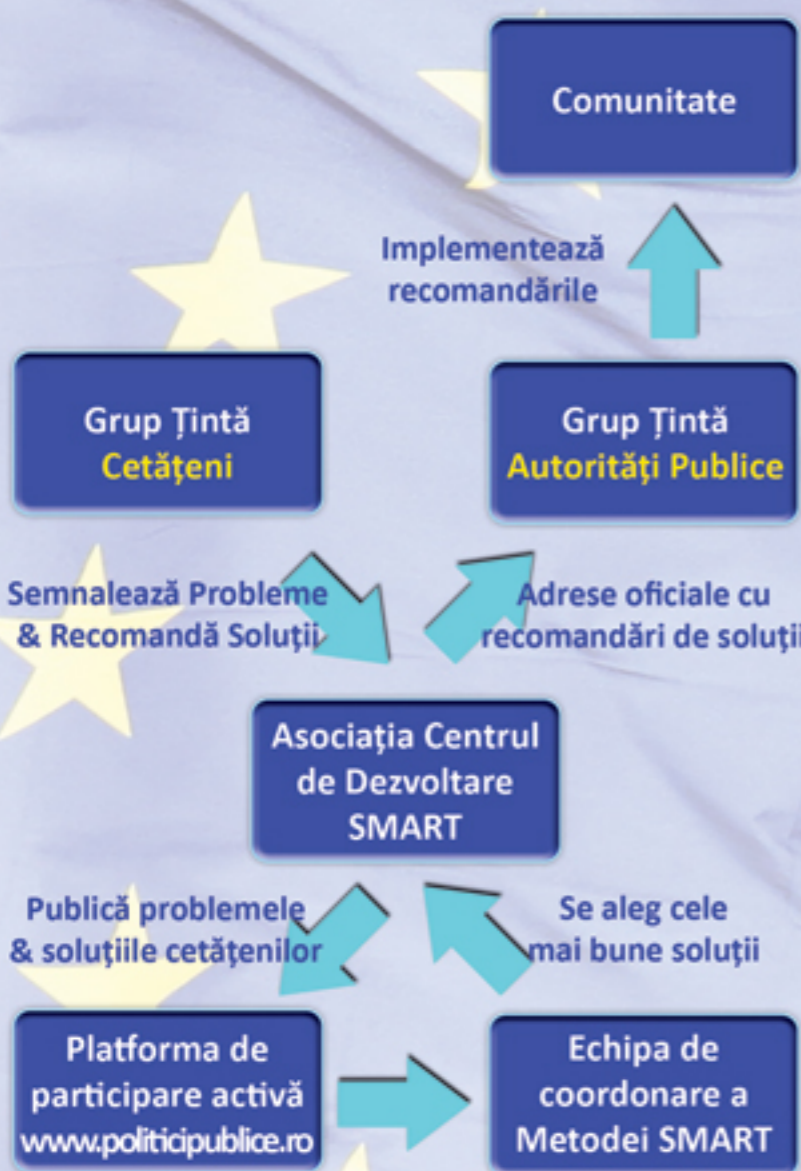 Comunitate
Implementează
recomandările
Grup Țintă
Cetățeni
Grup Țintă
Autorități Publice
Semnalează Probleme
& Recomandă Soluții
Adrese oficiale cu
recomandări de soluții
Asociația Centrul
de Dezvoltare
SMART
Publică problemele
& soluțiile cetățenilor
Se aleg cele
mai bune soluții
Platforma de
participare activă
www.politicipublice.ro
Echipa de
coordonare a
Metodei SMART